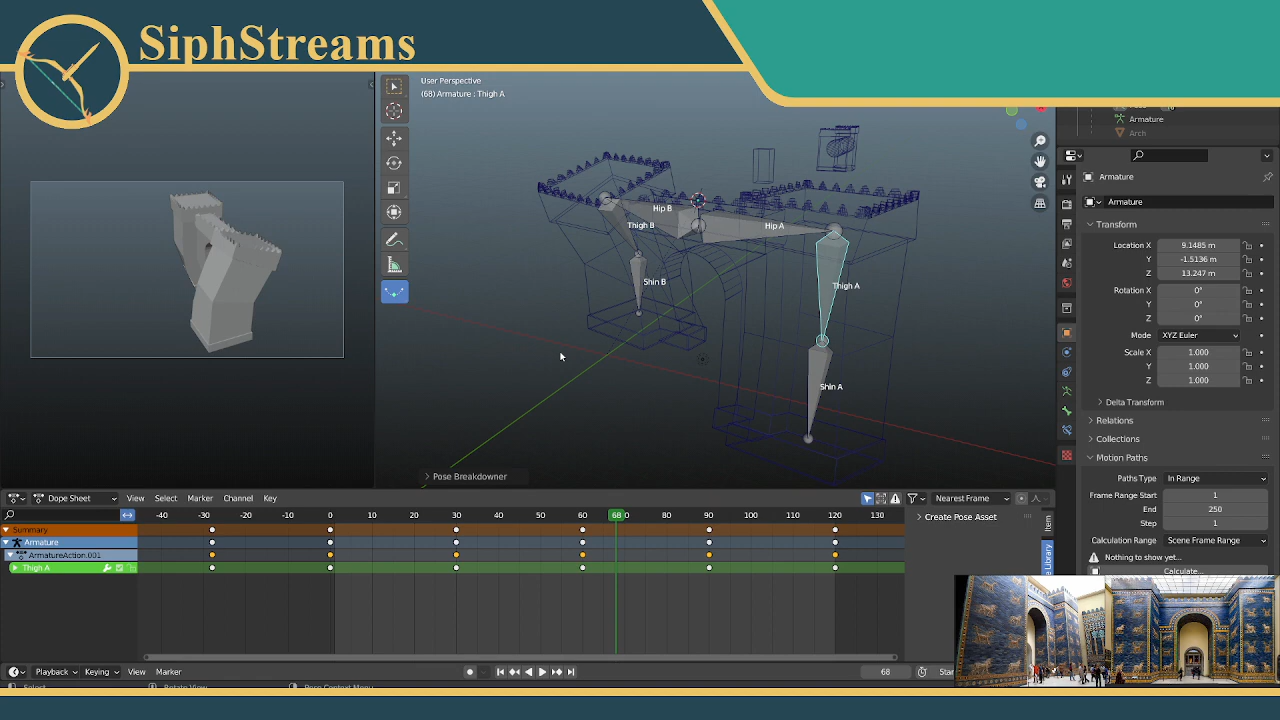 SiphStreams
User Perspective
(68) Armature : Thigh A
Hip B
Thigh B
Hip A
Shin B
Thigh A
Shin A
Pose Breakdowner
Armature
Arch
Armature
Armature
Transform
Location X 9.1485 m
Y -1.5136 m
Z 13.247 m
Rotation X 0°
Y 0°
Z 0°
Mode XYZ Euler
Scale X 1.000
Y 1.000
Z 1.000
Delta Transform
Relations
Collections
Motion Paths
Paths Type In Range
Frame Range Start 1
End 250
Step 1
Calculation Range Scene Frame Range
Nothing to show yet...
Calculate...
Dope Sheet View Select Marker Channel Key Nearest Frame
-40 -20 -10 0 10 20 30 40 50 60 68 80 90 100 110 120 130
Summary
Armature
ArmatureAction.001
Thigh A
Create Pose Asset
Item
Playback Keying View Marker 68